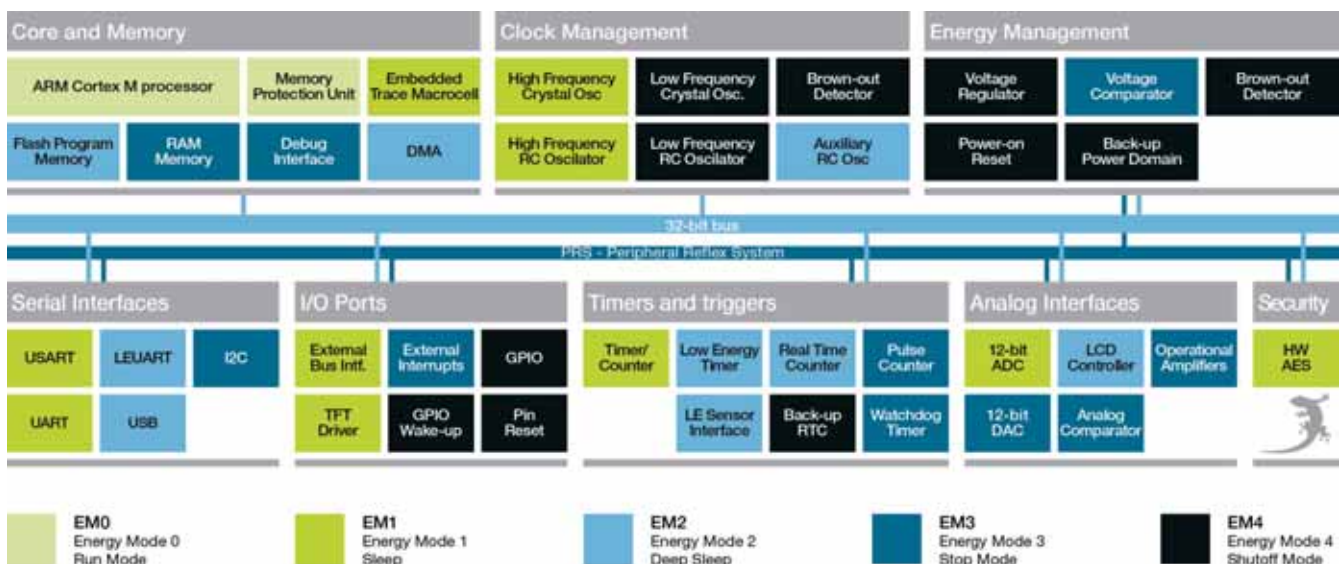 Core and Memory
Clock Management
Energy Management
ARM Cortex M processor
Memory
Protection Unit
Embedded
Trace Macrocell
High Frequency
Crystal Osc
Low Frequency
Crystal Osc.
Brown-out
Detector
Voltage
Regulator
Voltage
Comparator
Brown-out
Detector
Flash Program
Memory
RAM
Memory
Debug
Interface
DMA
High Frequency
RC Oscilator
Low Frequency
RC Oscilator
Auxiliary
RC Osc
Power-on
Reset
Back-up
Power Domain
32-bit bus
PRS - Peripheral Reflex System
Serial Interfaces
I/O Ports
Timers and triggers
Analog Interfaces
Security
USART
LEUART
I2C
External
Bus Intf.
External
Interrupts
GPIO
Timer/
Counter
Low Energy
Timer
Real Time
Counter
Pulse
Counter
12-bit
ADC
LCD
Controller
Operational
Amplifiers
HW
AES
UART
USB
TFT
Driver
GPIO
Wake-up
Pin
Reset
LE Sensor
Interface
Back-up
RTC
Watchdog
Timer
12-bit
DAC
Analog
Comparator
EM0
Energy Mode 0
Run Mode
EM1
Energy Mode 1
Sleep
EM2
Energy Mode 2
Deep Sleep
EM3
Energy Mode 3
Stop Mode
EM4
Energy Mode 4
Shutoff Mode